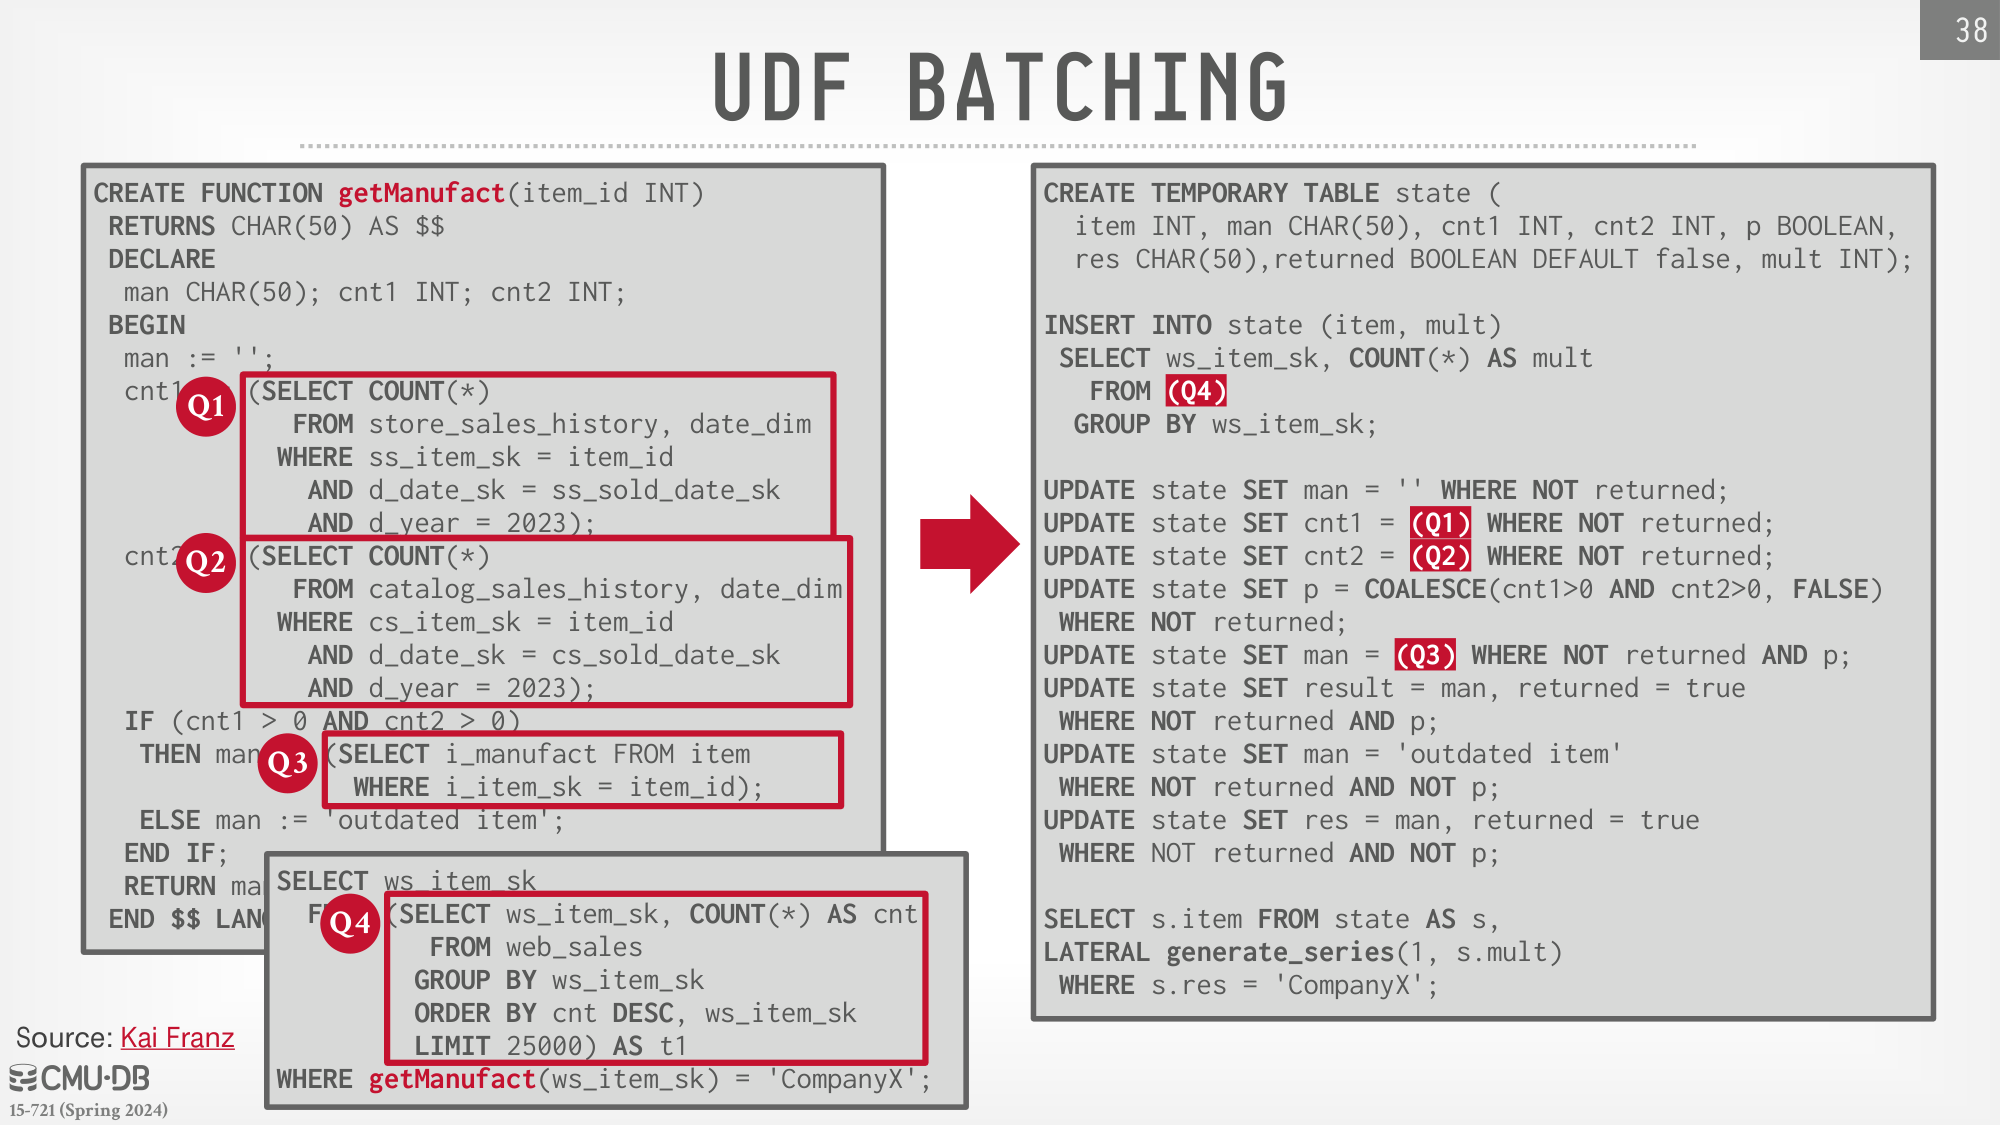 38
UDF BATCHING
CREATE FUNCTION getManufact(item_id INT)
RETURNS CHAR(50) AS $$
DECLARE
man CHAR(50); cnt1 INT; cnt2 INT;
BEGIN
man := '';
cnt1 (SELECT COUNT(*)
Q1
FROM store_sales_history, date_dim
WHERE ss_item_sk = item_id
AND d_date_sk = ss_sold_date_sk
AND d_year = 2023);
cnt2 (SELECT COUNT(*)
Q2
FROM catalog_sales_history, date_dim
WHERE cs_item_sk = item_id
AND d_date_sk = cs_sold_date_sk
AND d_year = 2023);
IF (cnt1 > 0 AND cnt2 > 0)
THEN man (SELECT i_manufact FROM item
Q3
WHERE i_item_sk = item_id);
ELSE man := 'outdated item';
END IF;
RETURN
END $$
SELECT ws_item_sk
Q4
(SELECT ws_item_sk, COUNT(*) AS cnt
FROM web_sales
GROUP BY ws_item_sk
ORDER BY cnt DESC, ws_item_sk
LIMIT 25000) AS t1
WHERE getManufact(ws_item_sk) = 'CompanyX';
CREATE TEMPORARY TABLE state (
item INT, man CHAR(50), cnt1 INT, cnt2 INT, p BOOLEAN,
res CHAR(50),returned BOOLEAN DEFAULT false, mult INT);
INSERT INTO state (item, mult)
SELECT ws_item_sk, COUNT(*) AS mult
FROM (Q4)
GROUP BY ws_item_sk;
UPDATE state SET man = '' WHERE NOT returned;
UPDATE state SET cnt1 = (Q1) WHERE NOT returned;
UPDATE state SET cnt2 = (Q2) WHERE NOT returned;
UPDATE state SET p = COALESCE(cnt1>0 AND cnt2>0, FALSE)
WHERE NOT returned;
UPDATE state SET man = (Q3) WHERE NOT returned AND p;
UPDATE state SET result = man, returned = true
WHERE NOT returned AND p;
UPDATE state SET man = 'outdated item'
WHERE NOT returned AND NOT p;
UPDATE state SET res = man, returned = true
WHERE NOT returned AND NOT p;
SELECT s.item FROM state AS s,
LATERAL generate_series(1, s.mult)
WHERE s.res = 'CompanyX';
Source: Kai Franz
CMU·DB
15-721 (Spring 2024)